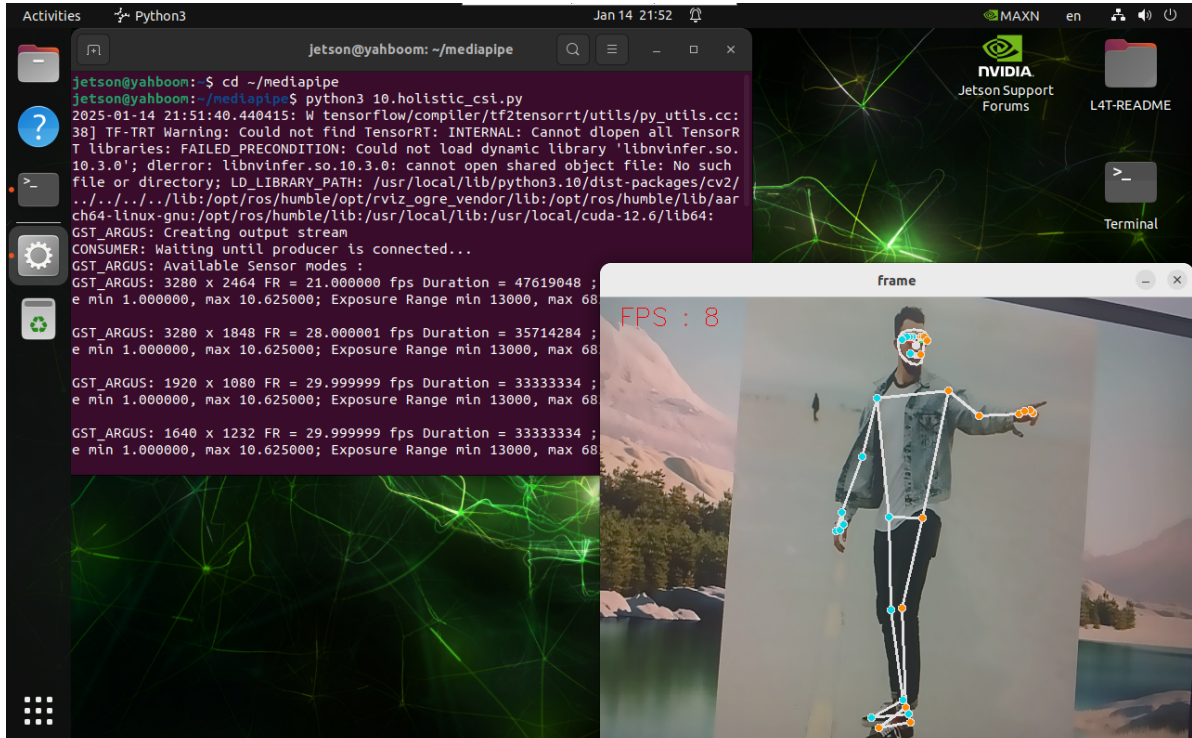 Activities
Python3
Jan 14 21:52
MAXN
en
jetson@yahboom: ~/mediapipe
jetson@yahboom:~$ cd ~/mediapipe
jetson@yahboom:~/mediapipe$ python3 10.holistic_csi.py
2025-01-14 21:51:40.440415: W tensorflow/compiler/tf2tensorrt/utils/py_utils.cc:
38] TF-TRT Warning: Could not find TensorRT: INTERNAL: Cannot dlopen all TensorR
T libraries: FAILED_PRECONDITION: Could not load dynamic library 'libnvinfer.so.
10.3.0'; dlerror: libnvinfer.so.10.3.0: cannot open shared object file: No such
file or directory; LD_LIBRARY_PATH: /usr/local/lib/python3.10/dist-packages/cv2/
../../../../lib:/opt/ros/humble/opt/rviz_ogre_vendor/lib:/opt/ros/humble/lib/aar
ch64-linux-gnu:/opt/ros/humble/lib:/usr/local/lib:/usr/local/cuda-12.6/lib64:
GST_ARGUS: Creating output stream
CONSUMER: Waiting until producer is connected...
GST_ARGUS: Available Sensor modes :
GST_ARGUS: 3280 x 2464 FR = 21.000000 fps Duration = 47619048 ;
e min 1.000000, max 10.625000; Exposure Range min 13000, max 68
GST_ARGUS: 3280 x 1848 FR = 28.000001 fps Duration = 35714284 ;
e min 1.000000, max 10.625000; Exposure Range min 13000, max 68
GST_ARGUS: 1920 x 1080 FR = 29.999999 fps Duration = 33333334 ;
e min 1.000000, max 10.625000; Exposure Range min 13000, max 68
GST_ARGUS: 1640 x 1232 FR = 29.999999 fps Duration = 33333334 ;
e min 1.000000, max 10.625000; Exposure Range min 13000, max 68
NVIDIA.
Jetson Support
Forums
L4T-README
Terminal
frame
FPS : 8